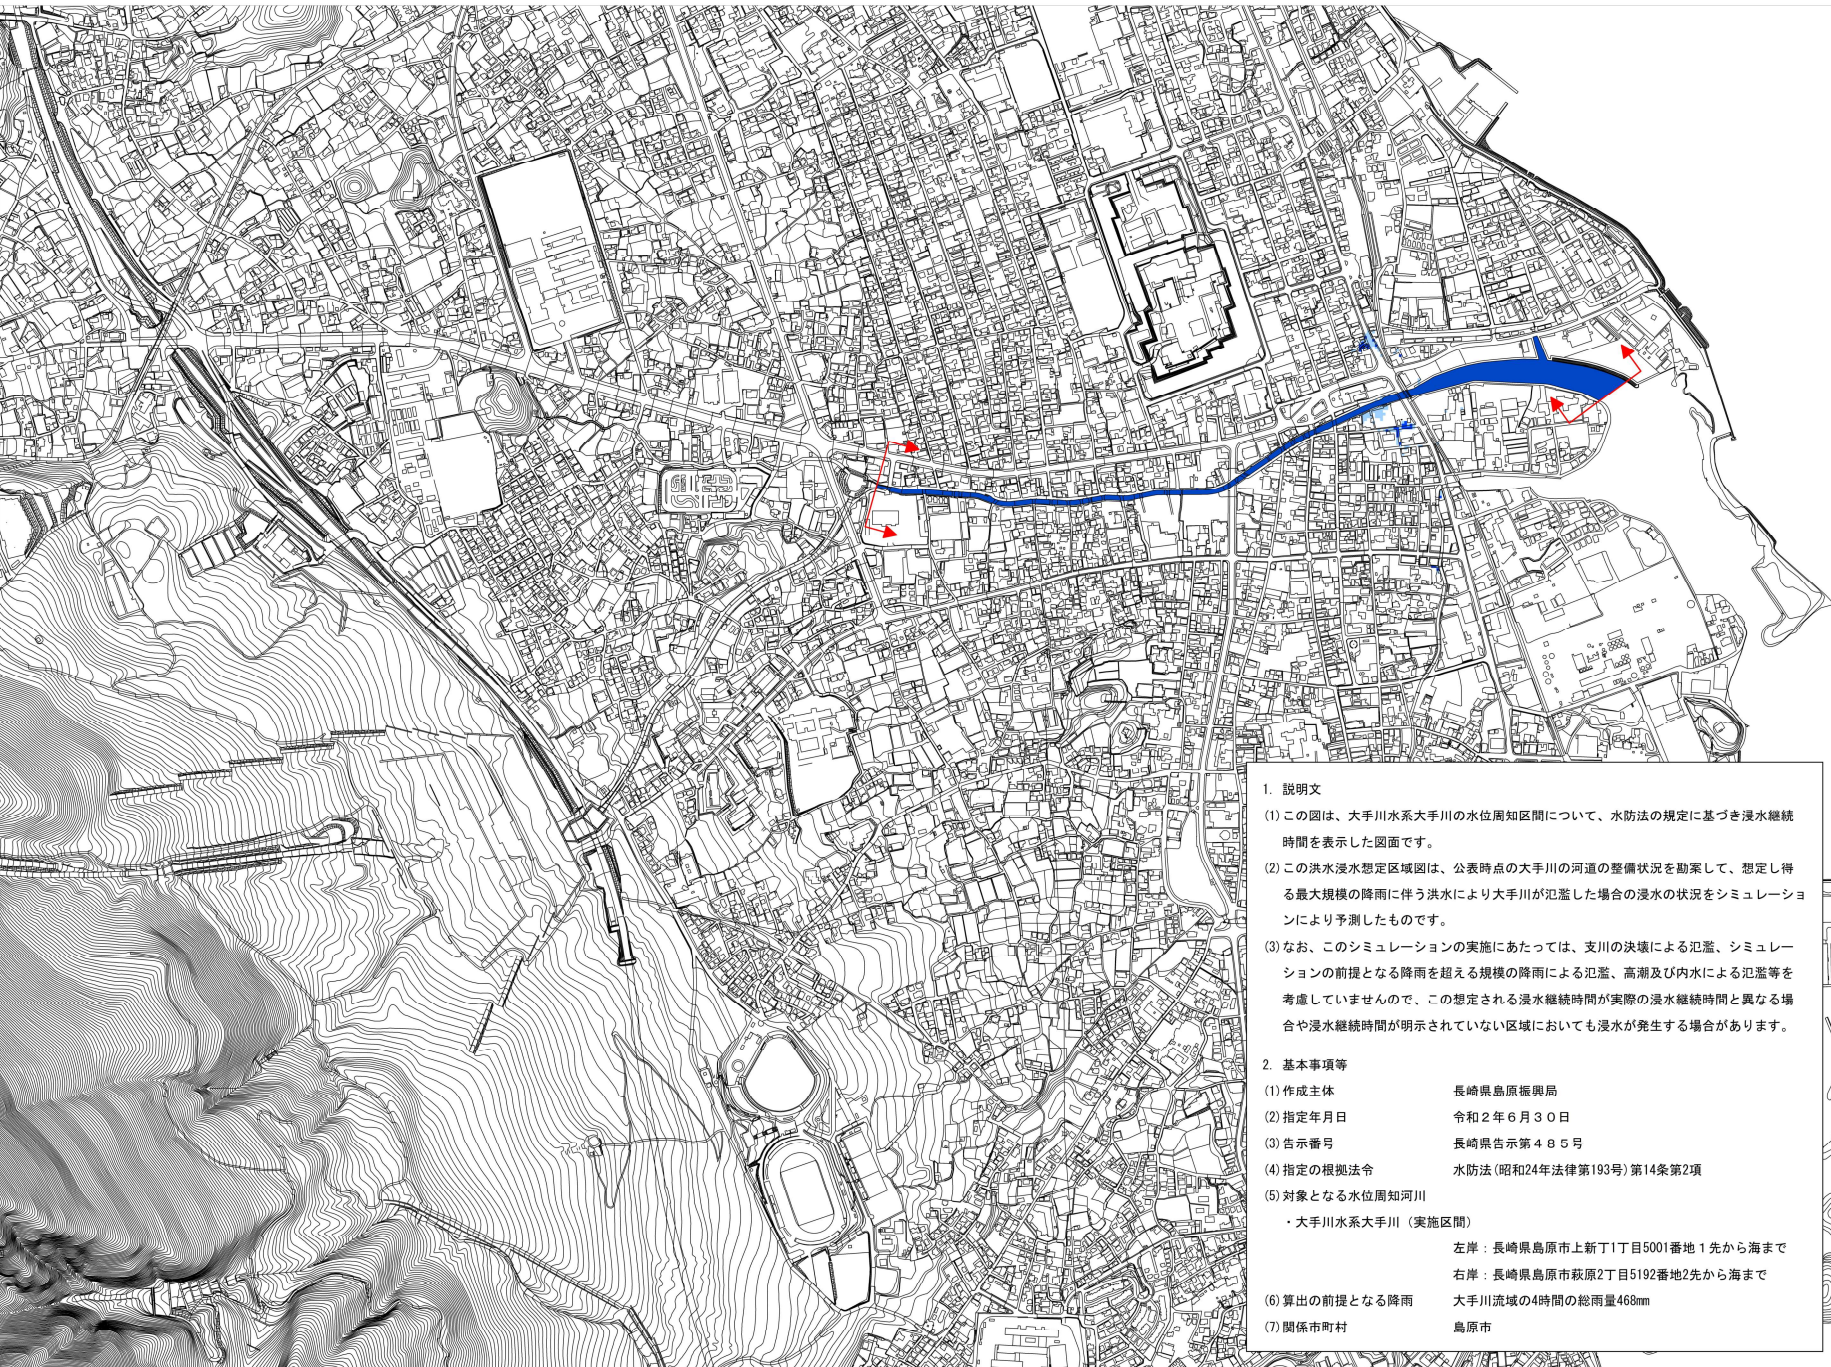 1. 説明文
(1)この図は、大手川水系大手川の水位周知区間について、水防法の規定に基づき浸水継続
時間を表示した図面です。
(2)この洪水浸水想定区域図は、公表時点の大手川の河道の整備状況を勘案して、想定し得
る最大規模の降雨に伴う洪水により大手川が氾濫した場合の浸水の状況をシミュレーショ
ンにより予測したものです。
(3)なお、このシミュレーションの実施にあたっては、支川の決壊による氾濫、シミュレー
ションの前提となる降雨を超える規模の降雨による氾濫、高潮及び内水による氾濫等を
考慮していませんので、この想定される浸水継続時間が実際の浸水継続時間と異なる場
合や浸水継続時間が明示されていない区域においても浸水が発生する場合があります。
2. 基本事項等
(1)作成主体 長崎県島原振興局
(2)指定年月日 令和2年6月30日
(3)告示番号 長崎県告示第485号
(4)指定の根拠法令 水防法(昭和24年法律第193号)第14条第2項
(5)対象となる水位周知河川
・大手川水系大手川（実施区間）
左岸：長崎県島原市上新丁1丁目5001番地1先から海まで
右岸：長崎県島原市萩原2丁目5192番地2先から海まで
(6)算出の前提となる降雨 大手川流域の4時間の総雨量468mm
(7)関係市町村 島原市